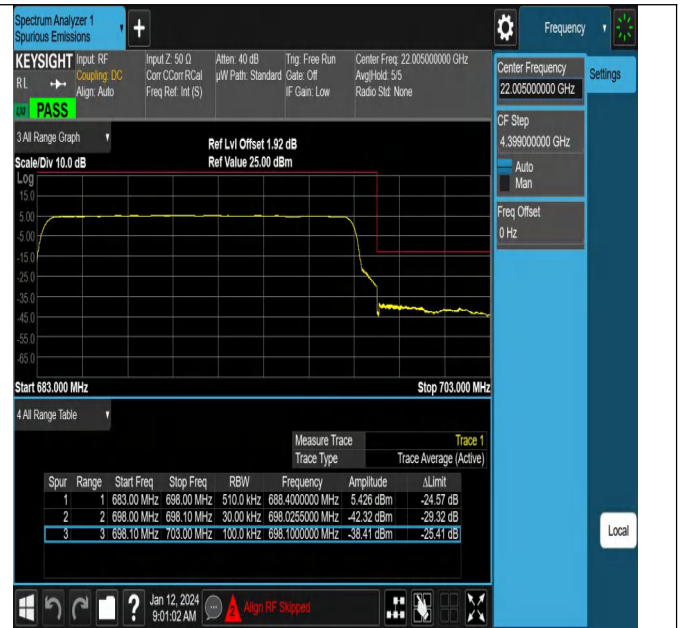 Spectrum Analyzer 1
Spurious Emissions
Frequency
KEYSIGHT Input: RF Input Z: 50 Ω Atten: 40 dB Trig: Free Run Center Freq: 22.005000000 GHz
RL Coupling: DC Corr CCorr RCal µW Path: Standard Gate: Off Avg|Hold: 5/5
Align: Auto Freq Ref: Int (S) IF Gain: Low Radio Std: None
LXI PASS
Center Frequency
22.005000000 GHz
Settings
CF Step
4.399000000 GHz
Auto
Man
Freq Offset
0 Hz
3 All Range Graph
Ref Lvl Offset 1.92 dB
Scale/Div 10.0 dB Ref Value 25.00 dBm
Log
15.0
5.00
-5.00
-15.0
-25.0
-35.0
-45.0
-55.0
-65.0
Start 683.000 MHz Stop 703.000 MHz
4 All Range Table
Measure Trace Trace 1
Trace Type Trace Average (Active)
Spur Range Start Freq Stop Freq RBW Frequency Amplitude ΔLimit
1 1 683.00 MHz 698.00 MHz 510.0 kHz 688.4000000 MHz 5.426 dBm -24.57 dB
2 2 698.00 MHz 698.10 MHz 30.00 kHz 698.0255000 MHz -42.32 dBm -29.32 dB
3 3 698.10 MHz 703.00 MHz 100.0 kHz 698.1000000 MHz -38.41 dBm -25.41 dB
Local
Jan 12, 2024
9:01:02 AM
2 Align RF Skipped